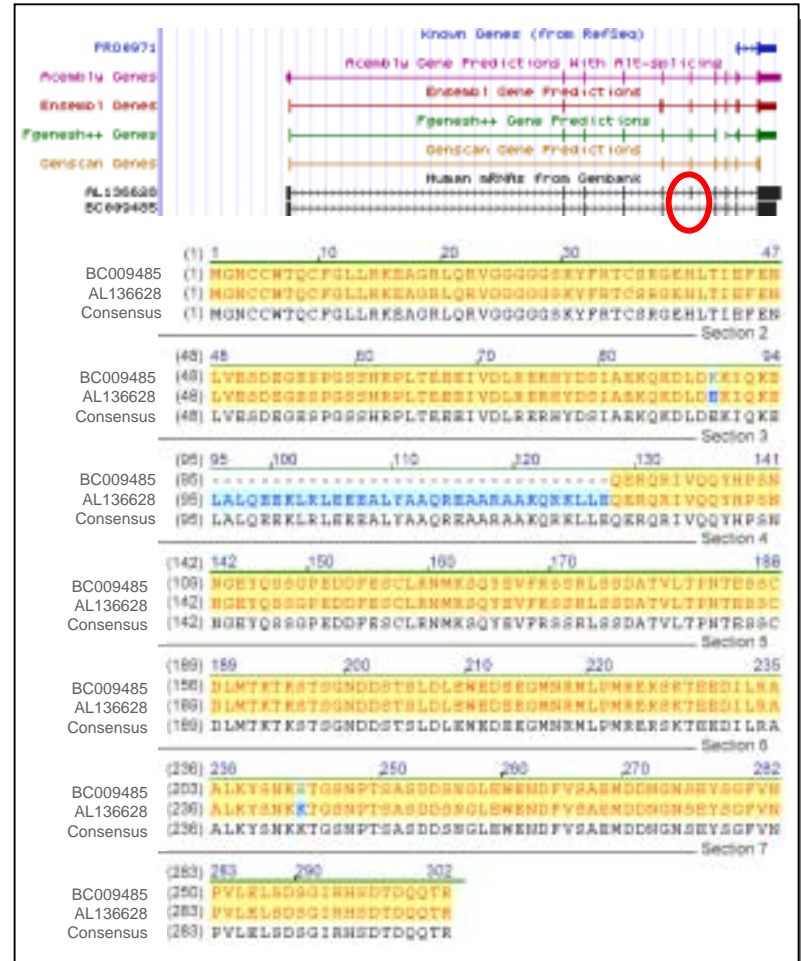 Known Genes (from RefSeq)
PRO0971
Acembly Gene Predictions With Alt-splicing
Acembly Genes
Ensembl Gene Predictions
Ensembl Genes
Fgenesh++ Gene Predictions
Fgenesh++ Genes
Genscan Gene Predictions
Genscan Genes
Human mRNAs from Genbank
AL136628
BC009485
(1) 1 10 20 30 47
BC009485 (1) MGNCCWTQCFGLLRKEAGRLQRVGGGGGSKYFRTCSRGEHLTIEFEN
AL136628 (1) MGNCCWTQCFGLLRKEAGRLQRVGGGGGSKYFRTCSRGEHLTIEFEN
Consensus (1) MGNCCWTQCFGLLRKEAGRLQRVGGGGGSKYFRTCSRGEHLTIEFEN
Section 2
(48) 48 60 70 80 94
BC009485 (48) LVESDEGESPGSSHRPLTEEEIVDLRERHYDSIAEKQKDLDKKIQKE
AL136628 (48) LVESDEGESPGSSHRPLTEEEIVDLRERHYDSIAEKQKDLDEKIQKE
Consensus (48) LVESDEGESPGSSHRPLTEEEIVDLRERHYDSIAEKQKDLDEKIQKE
Section 3
(95) 95 100 110 120 130 141
BC009485 (95) ---------------------------------QERQRIVQQYHPSN
AL136628 (95) LALQEEKLRLEEEALYAAQREAARAAKQRKLLEQERQRIVQQYHPSN
Consensus (95) LALQEEKLRLEEEALYAAQREAARAAKQRKLLEQERQRIVQQYHPSN
Section 4
(142) 142 150 160 170 188
BC009485 (109) NGEYQSSGPEDDFESCLRNMKSQYEVFRSSRLSSDATVLTPNTESSC
AL136628 (142) NGEYQSSGPEDDFESCLRNMKSQYEVFRSSRLSSDATVLTPNTESSC
Consensus (142) NGEYQSSGPEDDFESCLRNMKSQYEVFRSSRLSSDATVLTPNTESSC
Section 5
(189) 189 200 210 220 235
BC009485 (156) DLMTKTKSTSGNDDSTSLDLEWEDEEGMNRMLPMRERSKTEEDILRA
AL136628 (189) DLMTKTKSTSGNDDSTSLDLEWEDEEGMNRMLPMRERSKTEEDILRA
Consensus (189) DLMTKTKSTSGNDDSTSLDLEWEDEEGMNRMLPMRERSKTEEDILRA
Section 6
(236) 236 250 260 270 282
BC009485 (203) ALKYSNKSTGSNPTSASDDSNGLEWENDFVSAEMDDNGNSEYSGFVN
AL136628 (236) ALKYSNKKTGSNPTSASDDSNGLEWENDFVSAEMDDNGNSEYSGFVN
Consensus (236) ALKYSNKKTGSNPTSASDDSNGLEWENDFVSAEMDDNGNSEYSGFVN
Section 7
(283) 283 290 302
BC009485 (250) PVLELSDSGIRHSDTDQQTR
AL136628 (283) PVLELSDSGIRHSDTDQQTR
Consensus (283) PVLELSDSGIRHSDTDQQTR